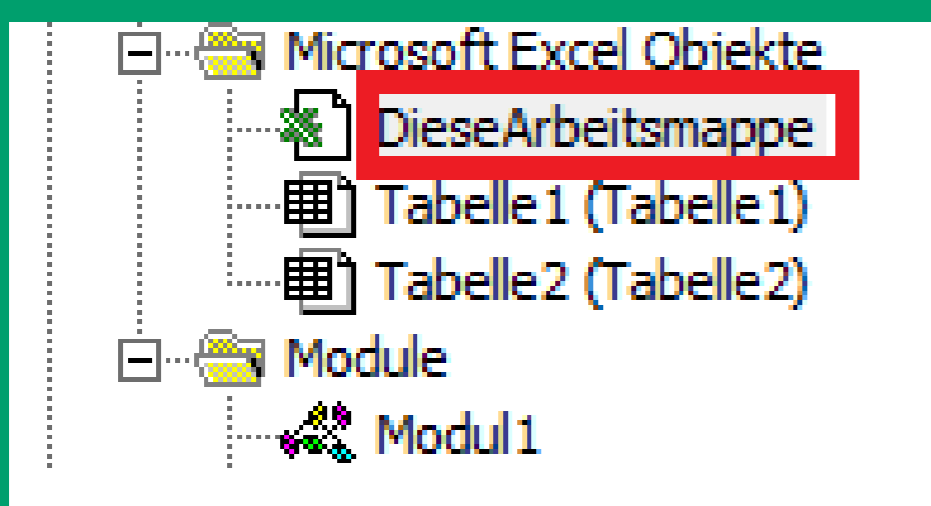 Microsoft Excel Objekte
DieseArbeitsmappe
Tabelle1 (Tabelle1)
Tabelle2 (Tabelle2)
Module
Modul1